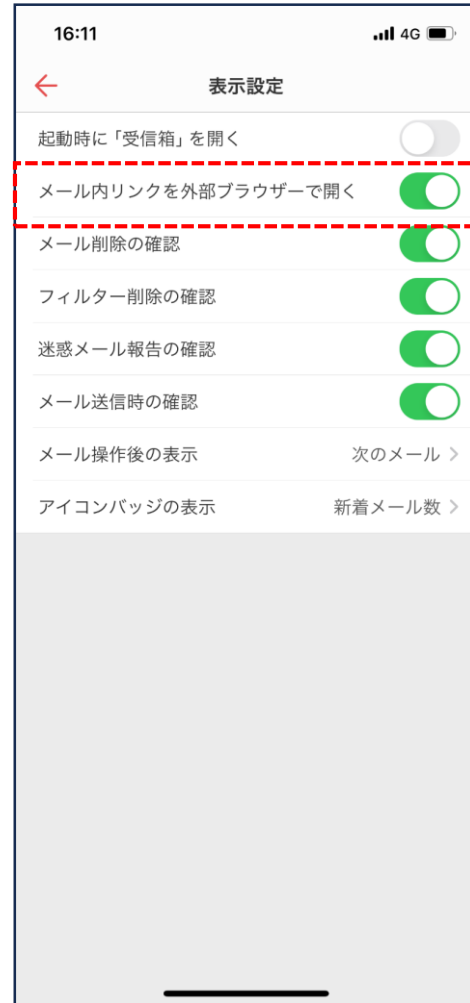 16:11 4G
表示設定
起動時に「受信箱」を開く
メール内リンクを外部ブラウザーで開く
メール削除の確認
フィルター削除の確認
迷惑メール報告の確認
メール送信時の確認
メール操作後の表示 次のメール
アイコンバッジの表示 新着メール数